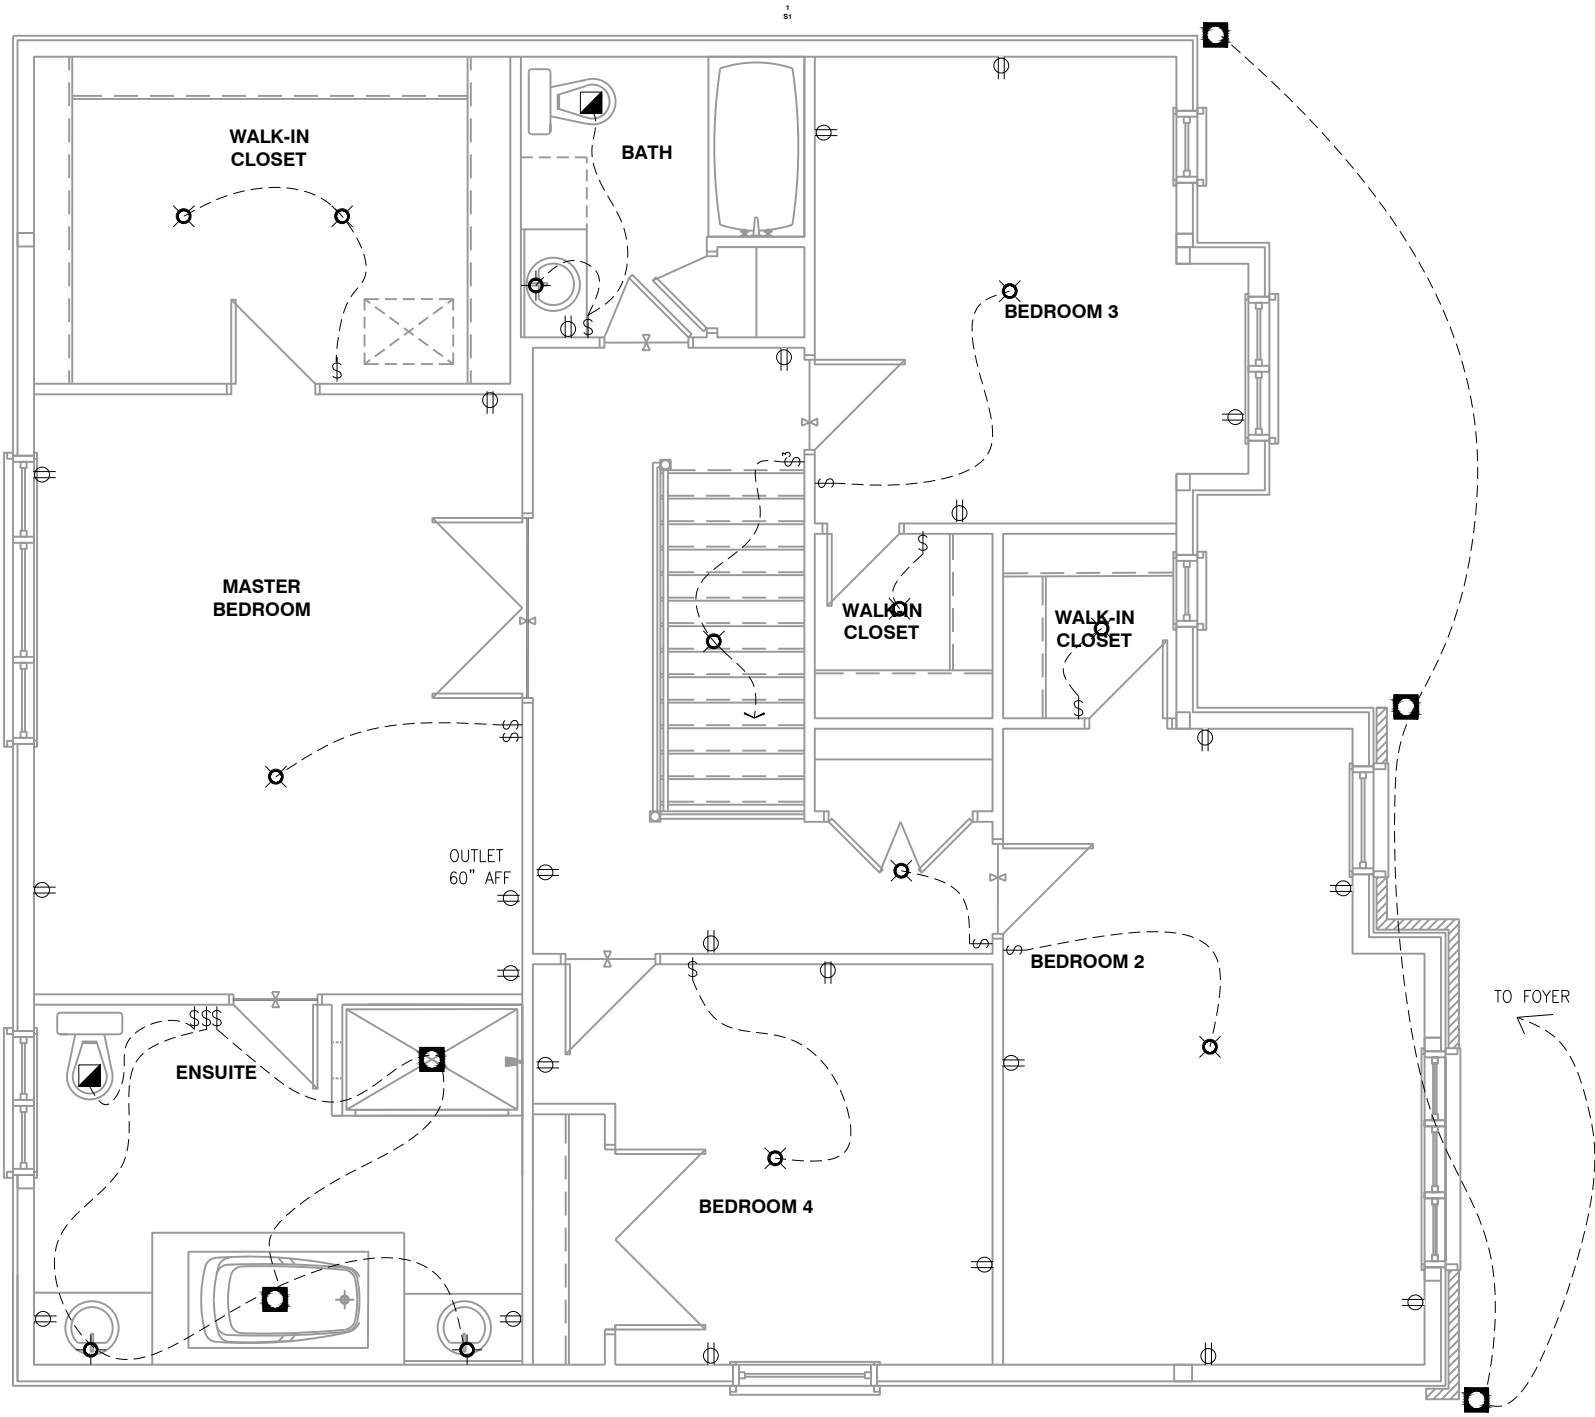 1
S1
WALK-IN
CLOSET
BATH
BEDROOM 3
$
$
$3
$
MASTER
BEDROOM
$
WALK-IN
CLOSET
WALK-IN
CLOSET
$
$
$
OUTLET
60" AFF
$
$
BEDROOM 2
$
TO FOYER
$$$
ENSUITE
BEDROOM 4